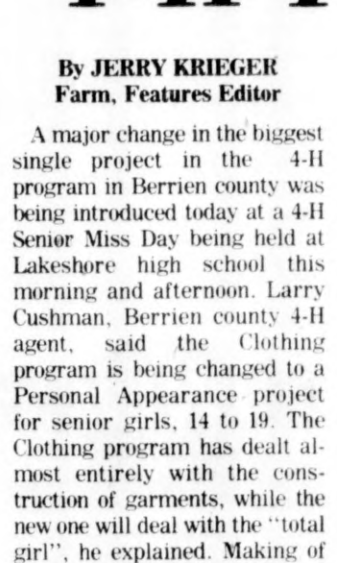 By JERRY KRIEGER
Farm, Features Editor
A major change in the biggest
single project in the 4-H
program in Berrien county was
being introduced today at a 4-H
Senior Miss Day being held at
Lakeshore high school this
morning and afternoon. Larry
Cushman, Berrien county 4-H
agent, said the Clothing
program is being changed to a
Personal Appearance project
for senior girls, 14 to 19. The
Clothing program has dealt al-
most entirely with the cons-
truction of garments, while the
new one will deal with the "total
girl", he explained. Making of